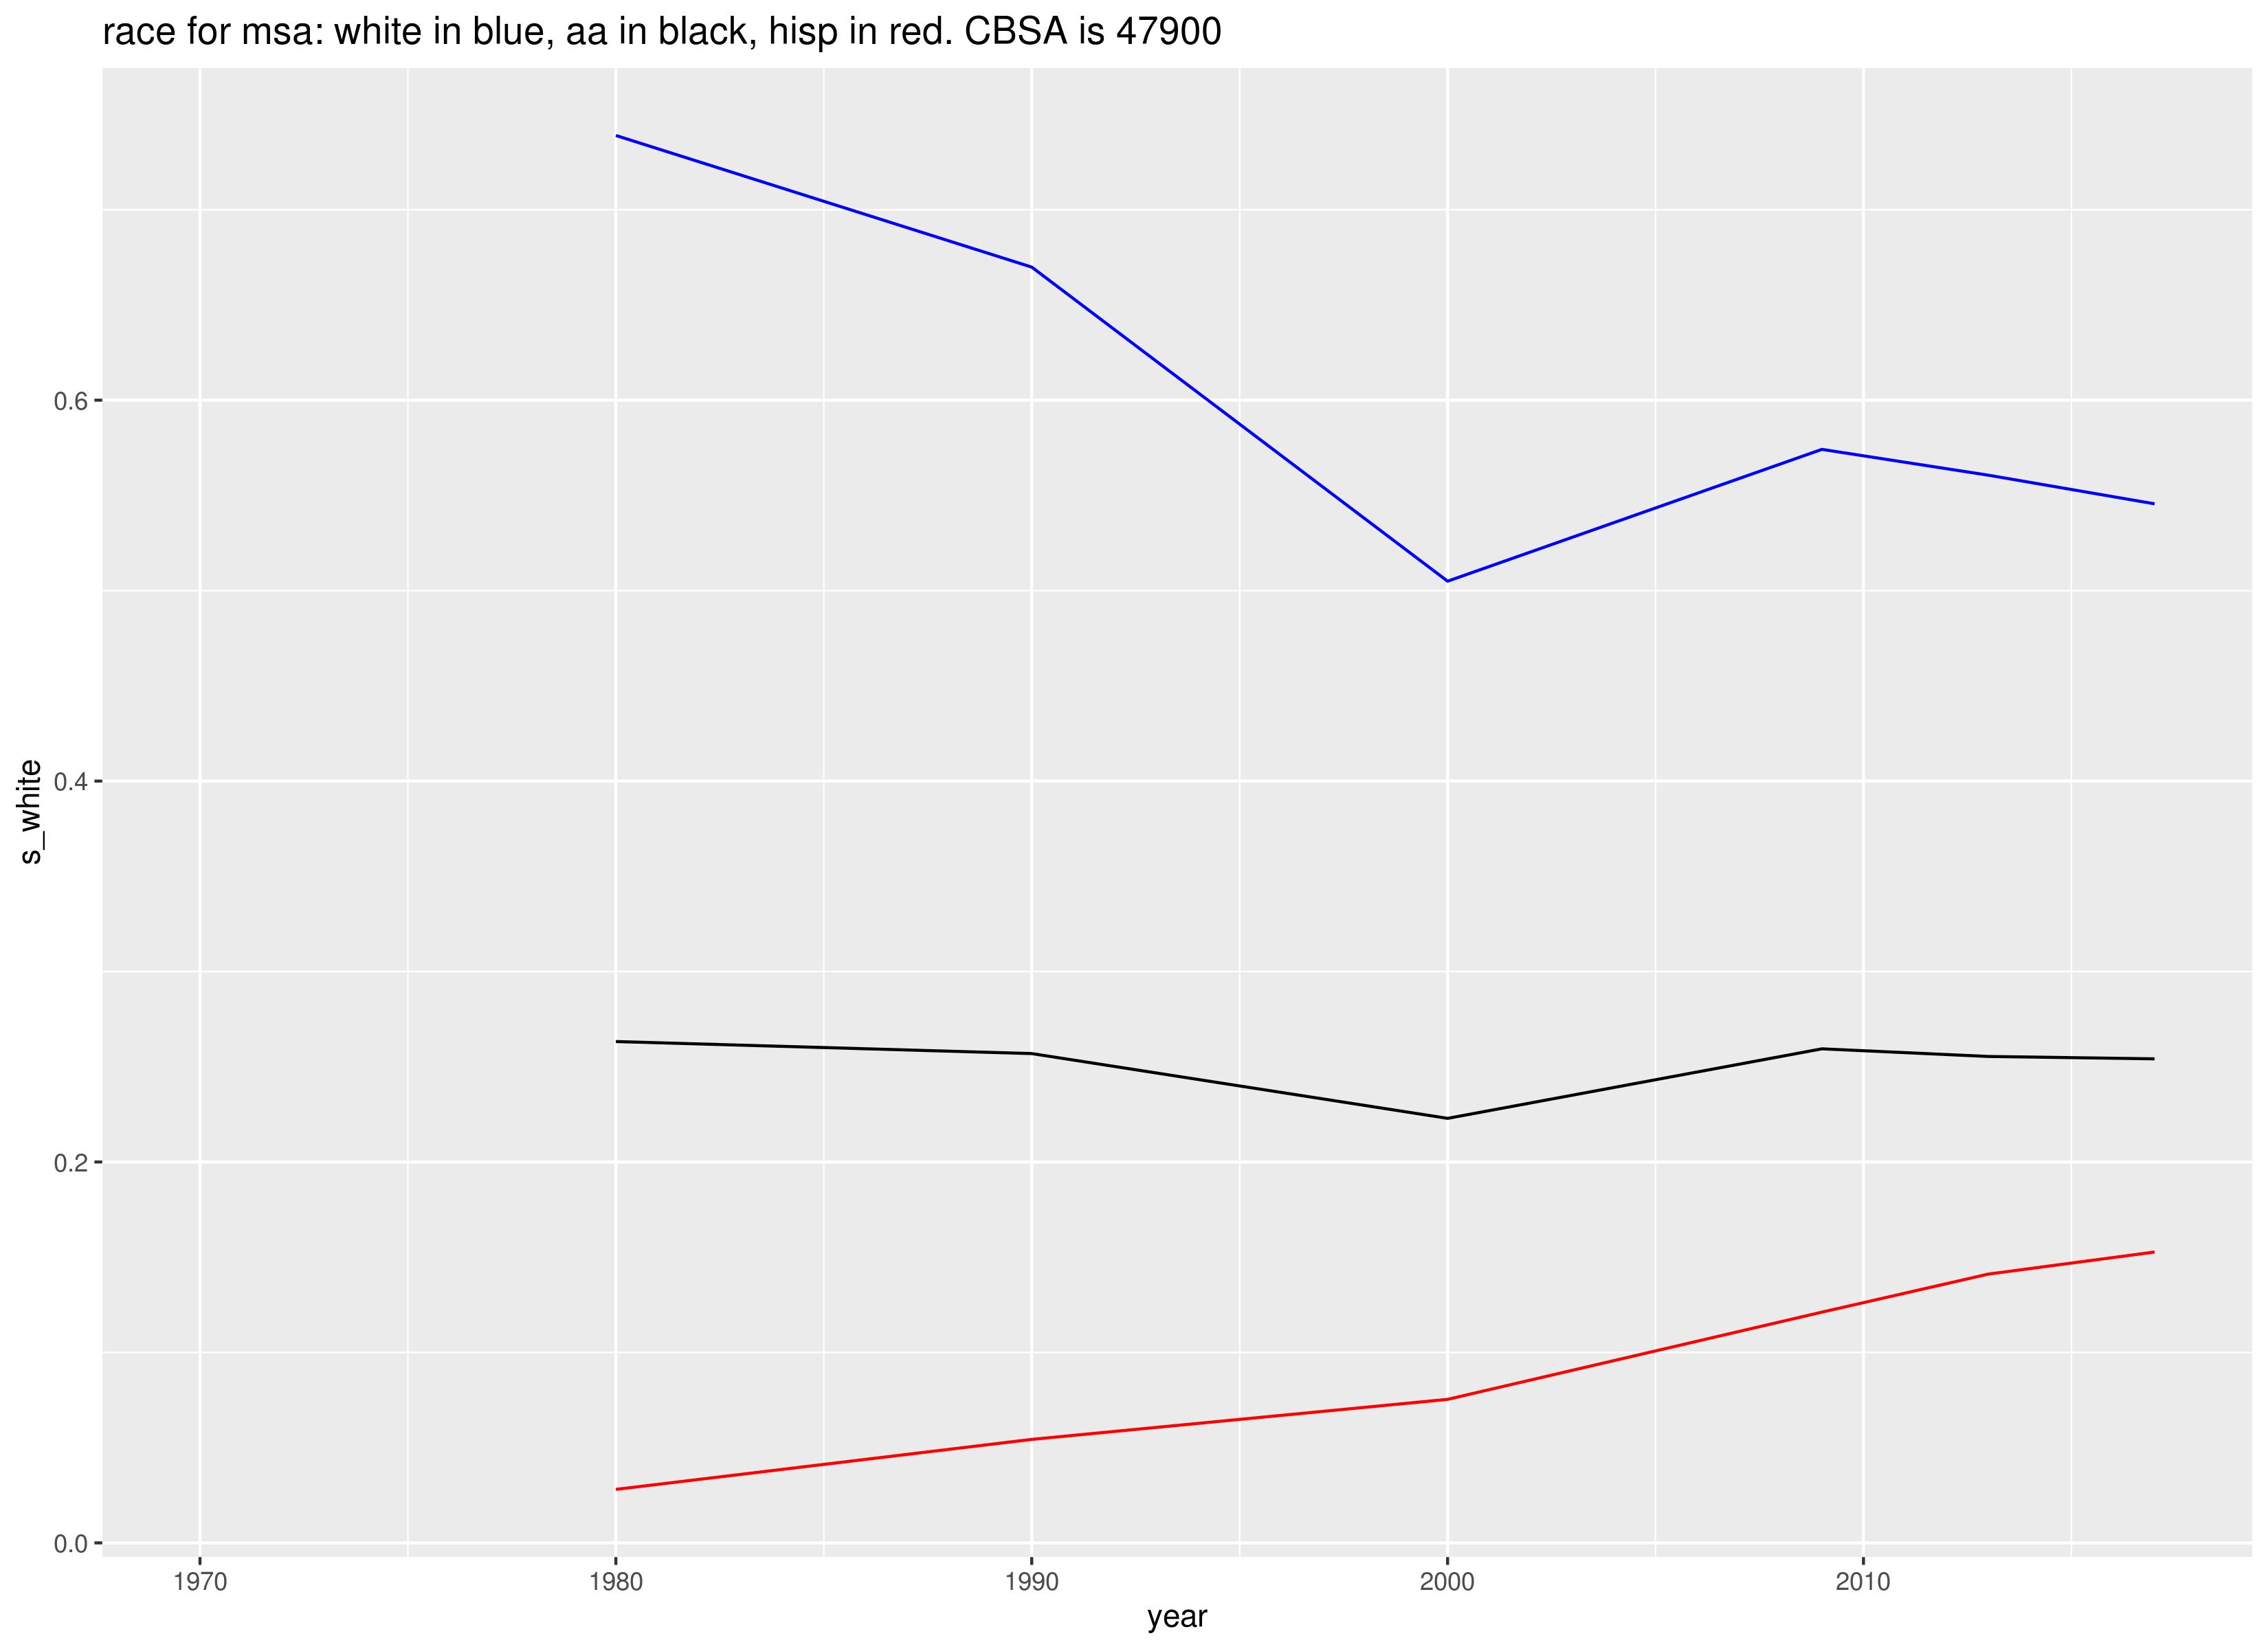 race for msa: white in blue, aa in black, hisp in red. CBSA is 47900
s_white
0.6
0.4
0.2
0.0
1970 1980 1990 2000 2010
year